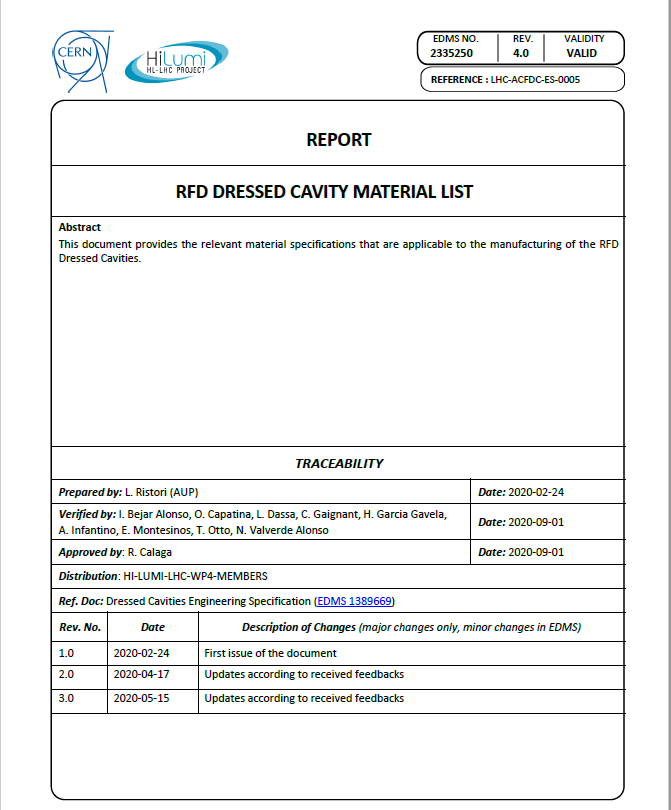 CERN
HiLumi
HL-LHC PROJECT
EDMS NO. REV. VALIDITY
2335250 4.0 VALID
REFERENCE : LHC-ACFDC-ES-0005
REPORT
RFD DRESSED CAVITY MATERIAL LIST
Abstract
This document provides the relevant material specifications that are applicable to the manufacturing of the RFD
Dressed Cavities.
TRACEABILITY
Prepared by: L. Ristori (AUP) Date: 2020-02-24
Verified by: I. Bejar Alonso, O. Capatina, L. Dassa, C. Gaignant, H. Garcia Gavela,
A. Infantino, E. Montesinos, T. Otto, N. Valverde Alonso Date: 2020-09-01
Approved by: R. Calaga Date: 2020-09-01
Distribution: HI-LUMI-LHC-WP4-MEMBERS
Ref. Doc: Dressed Cavities Engineering Specification (EDMS 1389669)
Rev. No. Date Description of Changes (major changes only, minor changes in EDMS)
1.0 2020-02-24 First issue of the document
2.0 2020-04-17 Updates according to received feedbacks
3.0 2020-05-15 Updates according to received feedbacks